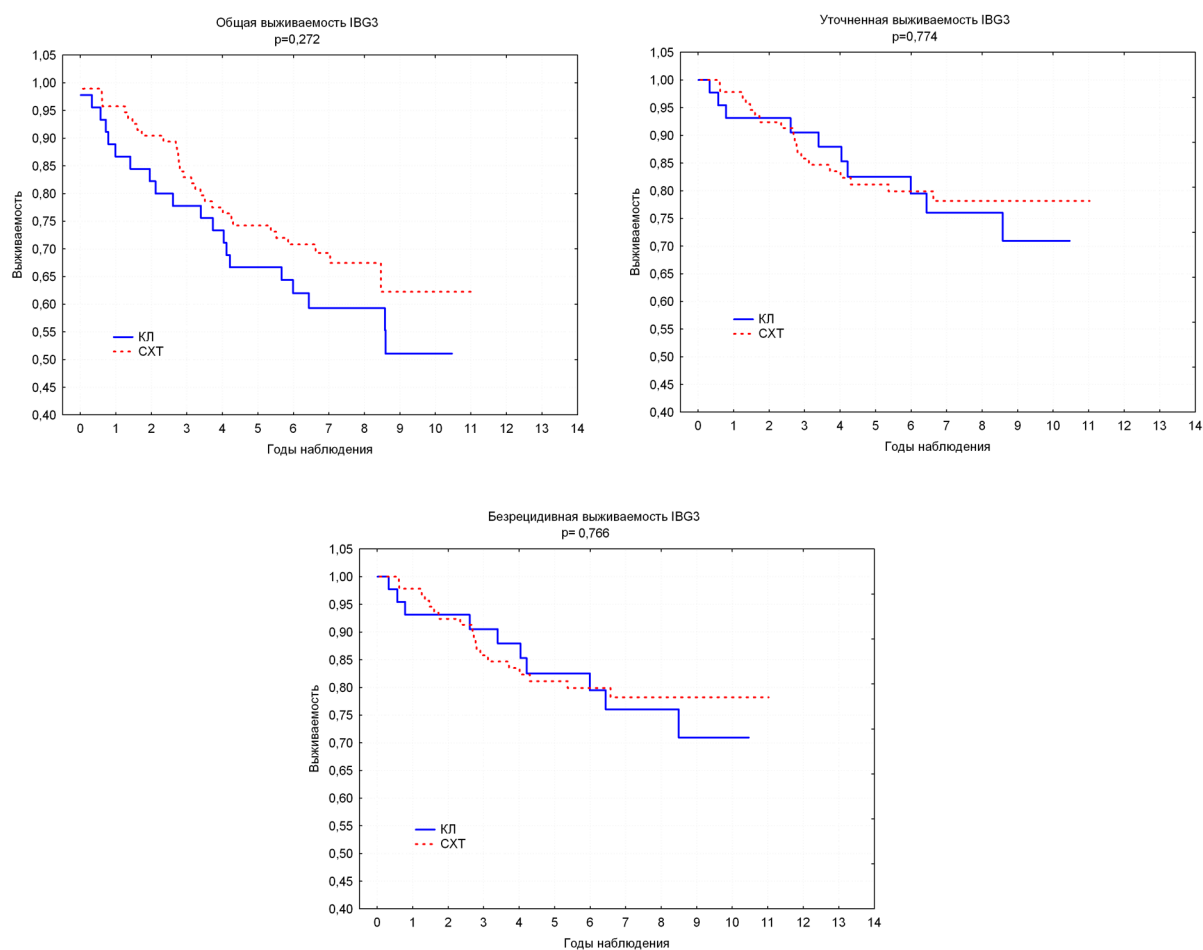 Общая выживаемость IBG3
p=0,272
1,05
1,00
0,95
0,90
0,85
0,80
0,75
0,70
0,65
0,60
0,55
0,50
0,45
0,40
Выживаемость
КЛ
СХТ
0 1 2 3 4 5 6 7 8 9 10 11 12 13 14
Годы наблюдения
Уточненная выживаемость IBG3
p=0,774
1,05
1,00
0,95
0,90
0,85
0,80
0,75
0,70
0,65
0,60
0,55
0,50
0,45
0,40
Выживаемость
КЛ
СХТ
0 1 2 3 4 5 6 7 8 9 10 11 12 13 14
Годы наблюдения
Безрецидивная выживаемость IBG3
p= 0,766
1,05
1,00
0,95
0,90
0,85
0,80
0,75
0,70
0,65
0,60
0,55
0,50
0,45
0,40
Выживаемость
КЛ
СХТ
0 1 2 3 4 5 6 7 8 9 10 11 12 13 14
Годы наблюдения